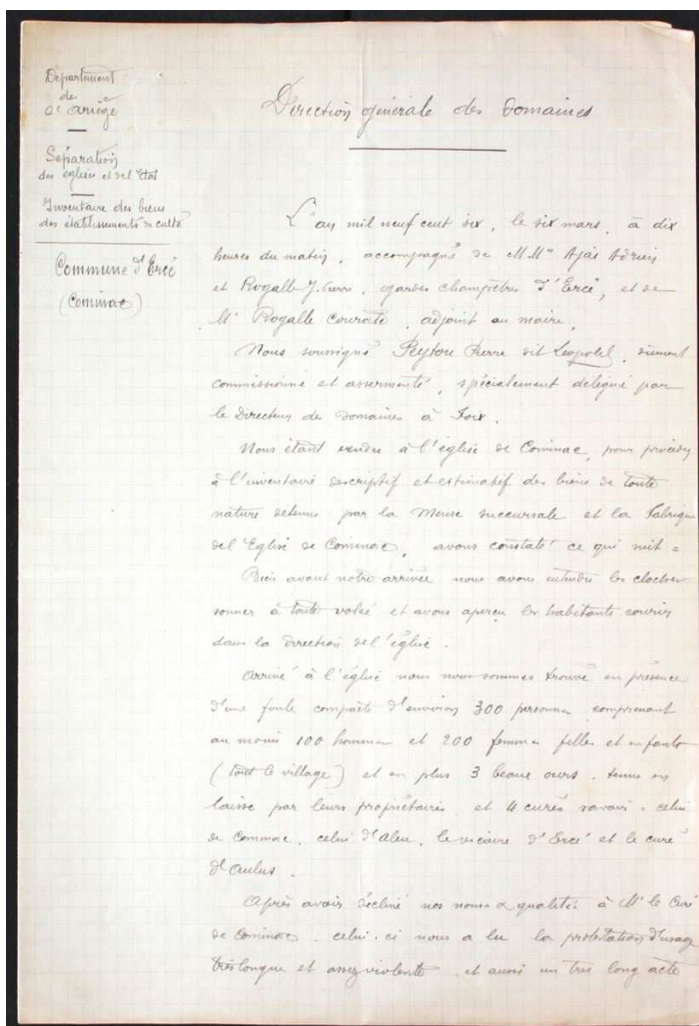 Département
de
l'Ariège
Séparation
des églises et de l'Etat
Inventaire des biens
des établissements de culte
Commune d'Ercé
(Cominac)
Direction générale des Domaines
L'an mil neuf cent six, le six mars, à dix
heures du matin, accompagné de M.Mrs Ajas Adrien
et Rogalle J. Pierre, gardes champêtres d'Ercé, et de
Mr Rogalle adjoint au maire,
Nous soussigné Peytou Pierre dit Léopold, dûment
commissionné et assermenté, spécialement délégué par
le Directeur des Domaines à Foix.
Nous étant rendu à l'église de Cominac, pour procéder
à l'inventaire descriptif et estimatif des biens de toute
nature détenus par la Mense succursale et la Fabrique
de l'Eglise de Cominac, avons constaté ce qui suit =
Bien avant notre arrivée nous avons entendu les cloches
sonner à toute volée et avons aperçu les habitants courir
dans la direction de l'église.
Arrivé à l'église nous nous sommes trouvé en présence
d'une foule compacte d'environ 300 personnes comprenant
au moins 100 hommes et 200 femmes filles et enfants
(tout le village) et en plus 3 beaux ours, tenus en
laisse par leurs propriétaires et 4 curés savoir: celui
de Cominac, celui d'Aleu, le vicaire d'Ercé et le curé
d'Aulus.
Après avoir décliné nos noms & qualités à Mr le Curé
de Cominac, celui-ci nous a lu la protestation d'usage
très longue et assez violente et aussi un très long acte